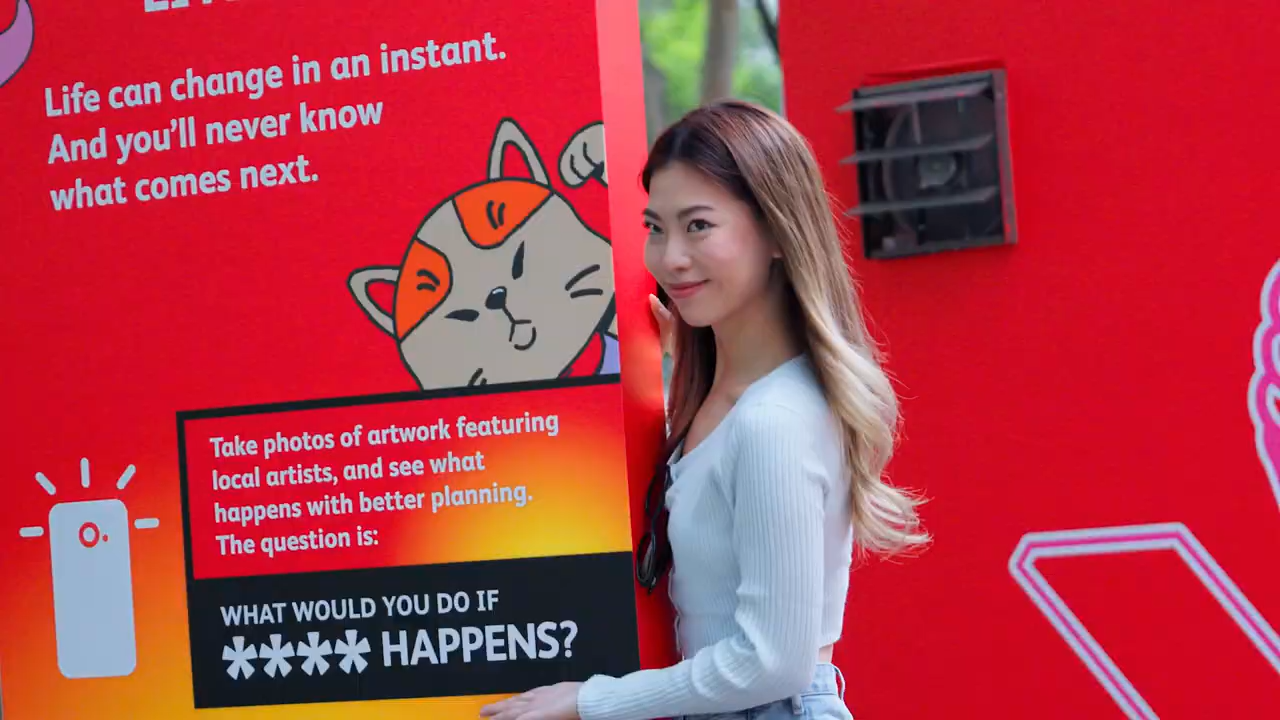 Life can change in an instant.
And you'll never know
what comes next.
Take photos of artwork featuring
local artists, and see what
happens with better planning.
The question is:
WHAT WOULD YOU DO IF
**** HAPPENS?